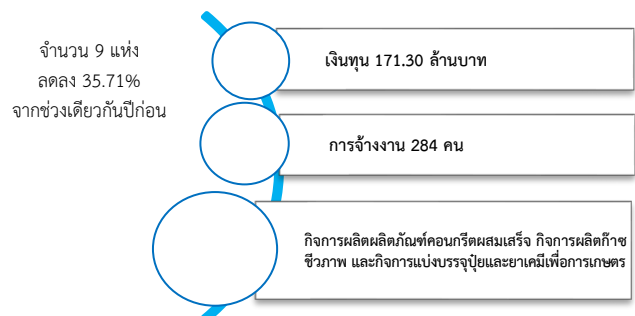 จำนวน 9 แห่ง
ลดลง 35.71%
จากช่วงเดียวกันปีก่อน
เงินทุน 171.30 ล้านบาท
การจ้างงาน 284 คน
กิจการผลิตผลิตภัณฑ์คอนกรีตผสมเสร็จ กิจการผลิตก๊าซ
ชีวภาพ และกิจการแบ่งบรรจุปุ๋ยและยาเคมีเพื่อการเกษตร